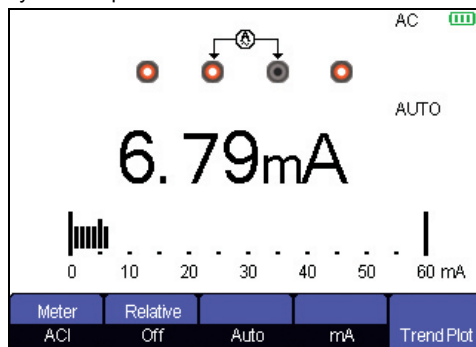 AC
A
AUTO
6.79mA
0 10 20 30 40 50 60 mA
Meter Relative
ACI Off Auto mA Trend Plot